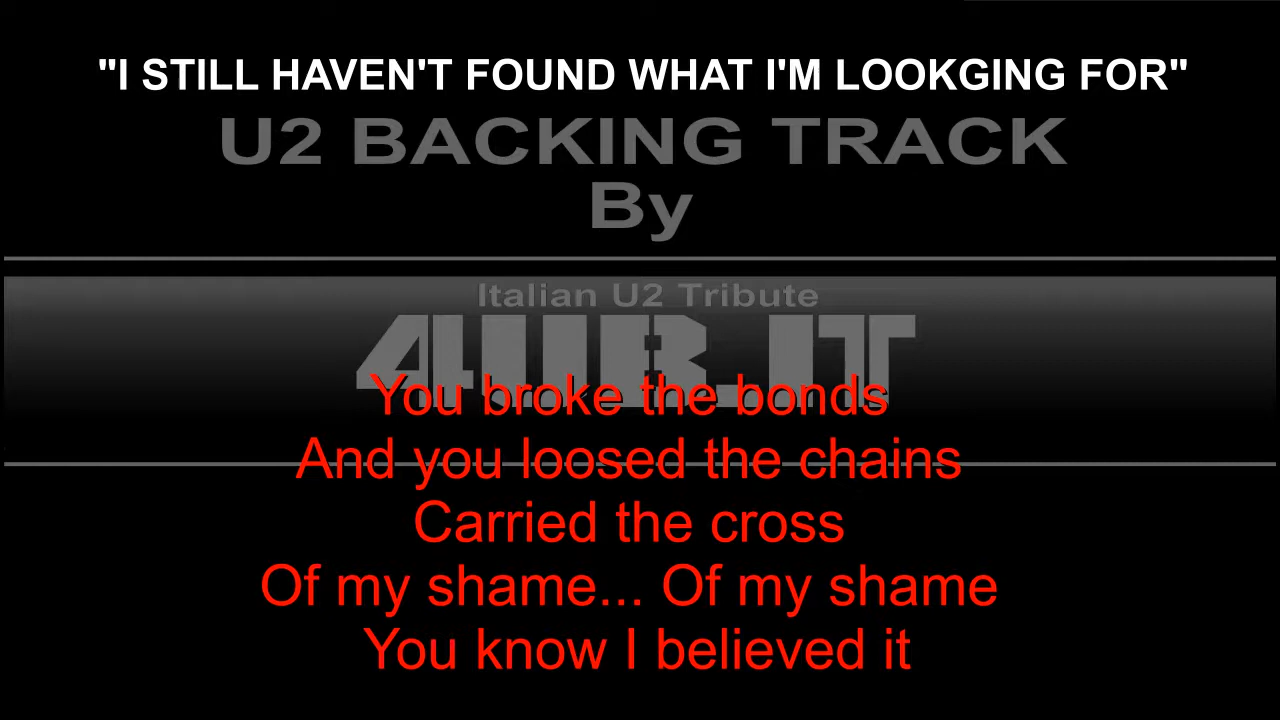 "I STILL HAVEN'T FOUND WHAT I'M LOOKGING FOR"
U2 BACKING TRACK
By
Italian U2 Tribute
4UB.IT
You broke the bonds
And you loosed the chains
Carried the cross
Of my shame... Of my shame
You know I believed it